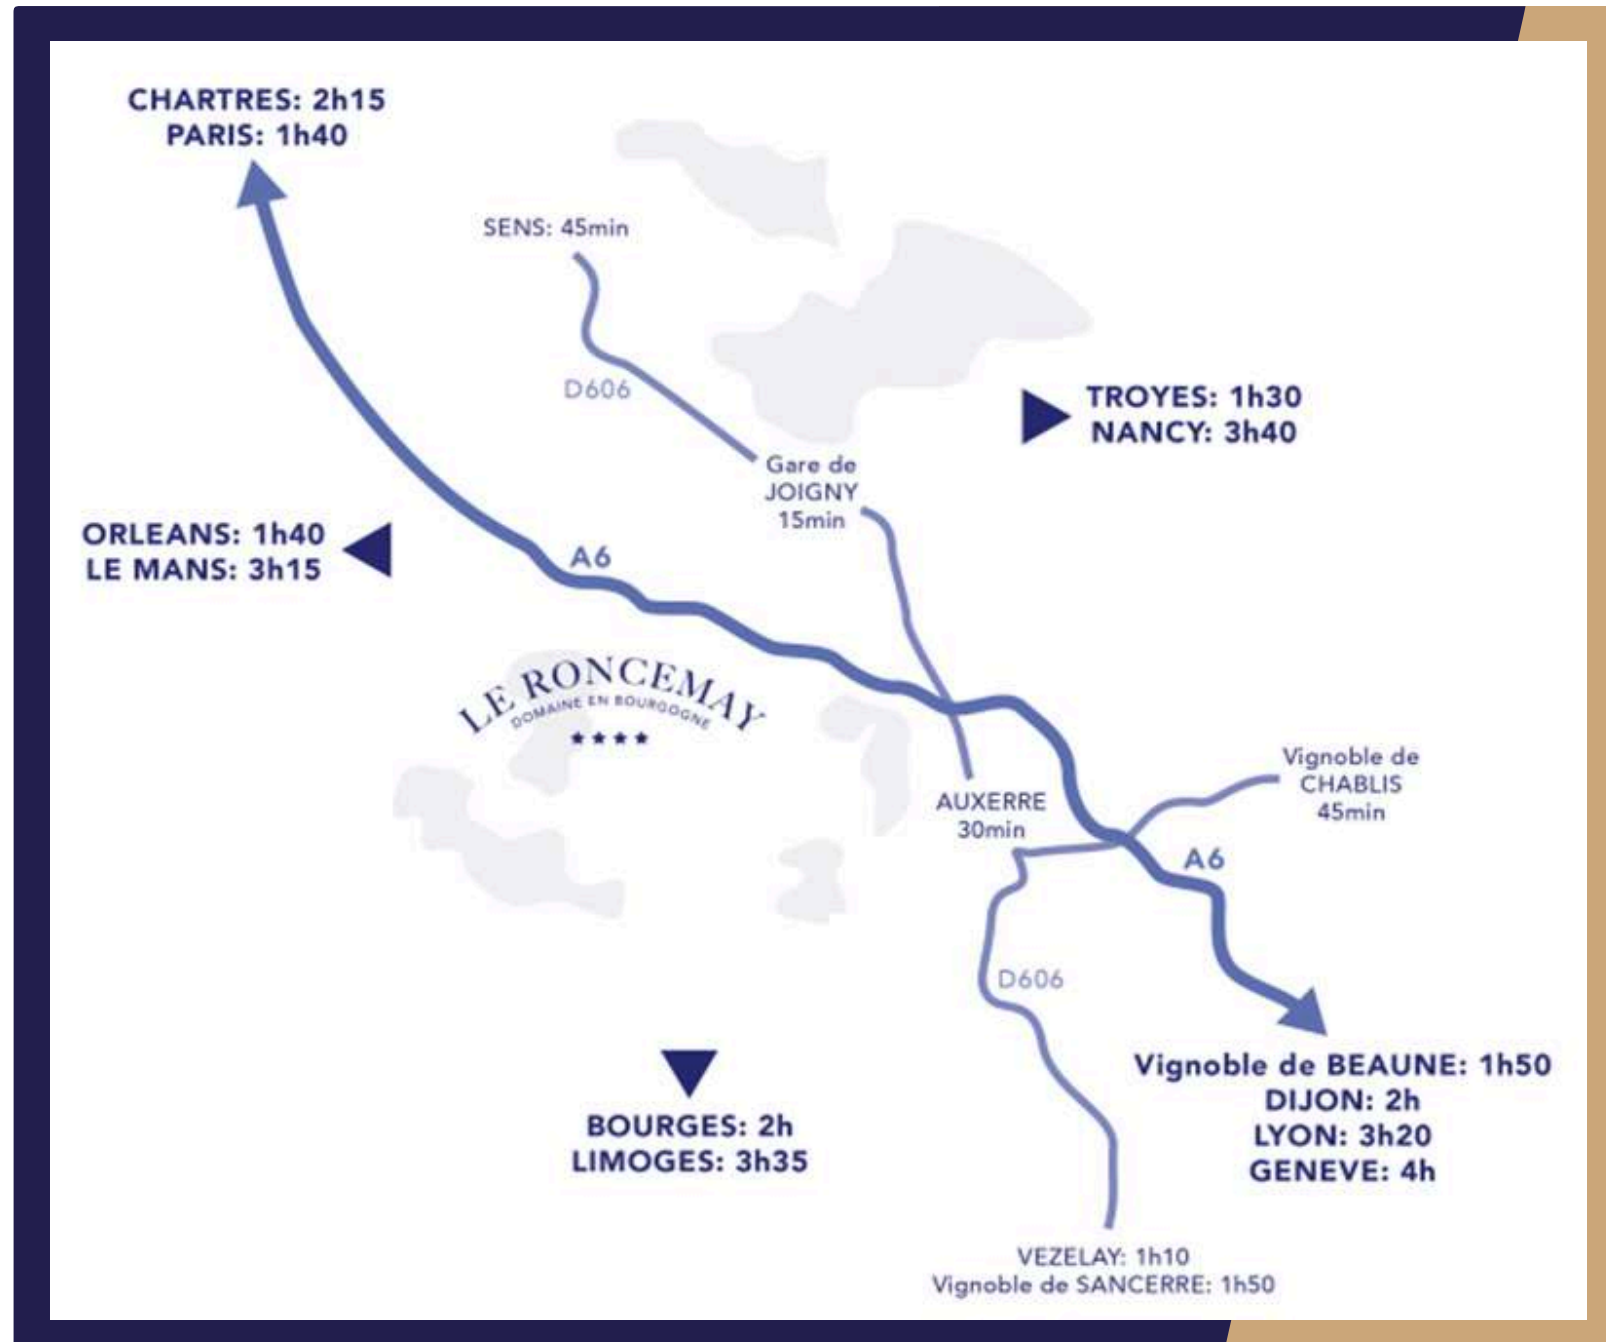 CHARTRES: 2h15
PARIS: 1h40
SENS: 45min
D606
TROYES: 1h30
NANCY: 3h40
Gare de
JOIGNY
15min
ORLEANS: 1h40
LE MANS: 3h15
A6
LE RONCEMAY
DOMAINE EN BOURGOGNE
★★★★
Vignoble de
CHABLIS
45min
AUXERRE
30min
A6
D606
Vignoble de BEAUNE: 1h50
DIJON: 2h
LYON: 3h20
GENEVE: 4h
BOURGES: 2h
LIMOGES: 3h35
VEZELAY: 1h10
Vignoble de SANCERRE: 1h50